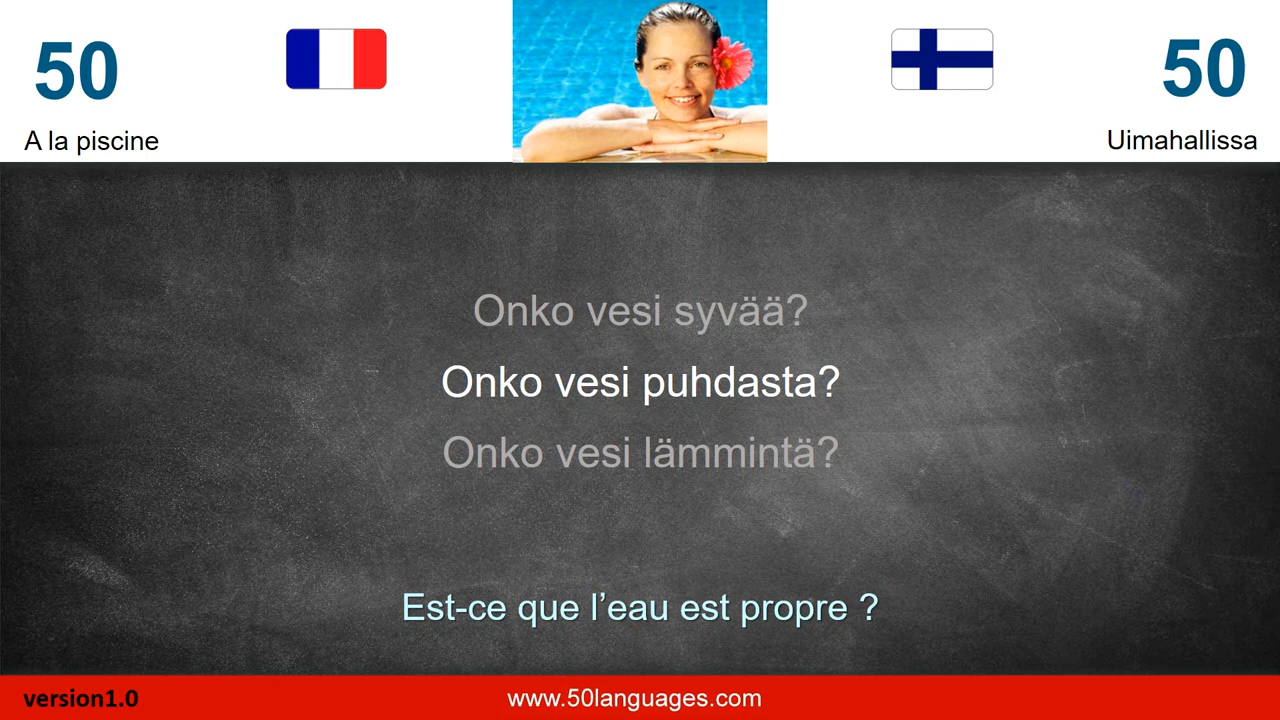 50
50
A la piscine
Uimahallissa
Onko vesi syvää?
Onko vesi puhdasta?
Onko vesi lämmintä?
Est-ce que l’eau est propre ?
version1.0
www.50languages.com